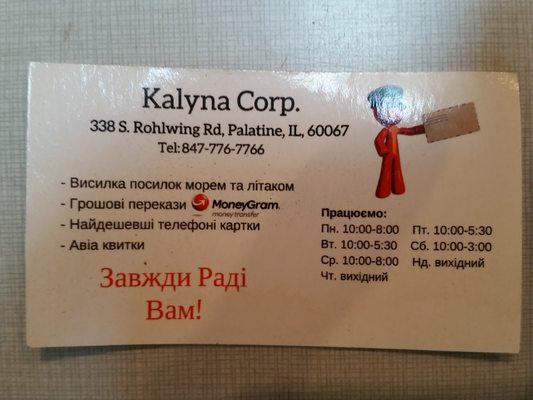 Kalyna Corp.
338 S. Rohlwing Rd, Palatine, IL, 60067
Tel:847-776-7766
- Висилка посилок морем та літаком
- Грошові перекази MoneyGram.
money transfer
- Найдешевші телефоні картки
- Авіа квитки
Завжди Раді
Вам!
Працюємо:
Пн. 10:00-8:00 Пт. 10:00-5:30
Вт. 10:00-5:30 Сб. 10:00-3:00
Ср. 10:00-8:00 Нд. вихідний
Чт. вихідний